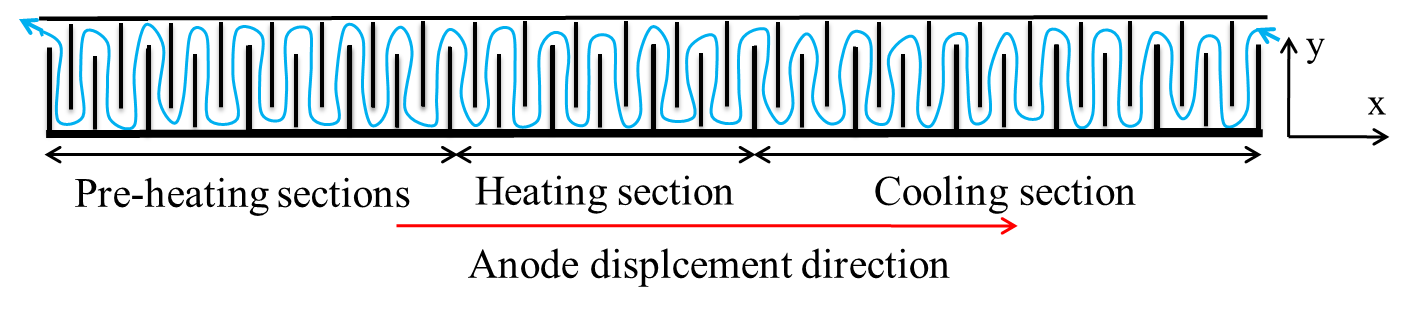 y
x
Pre-heating sections
Heating section
Cooling section
Anode displcement direction